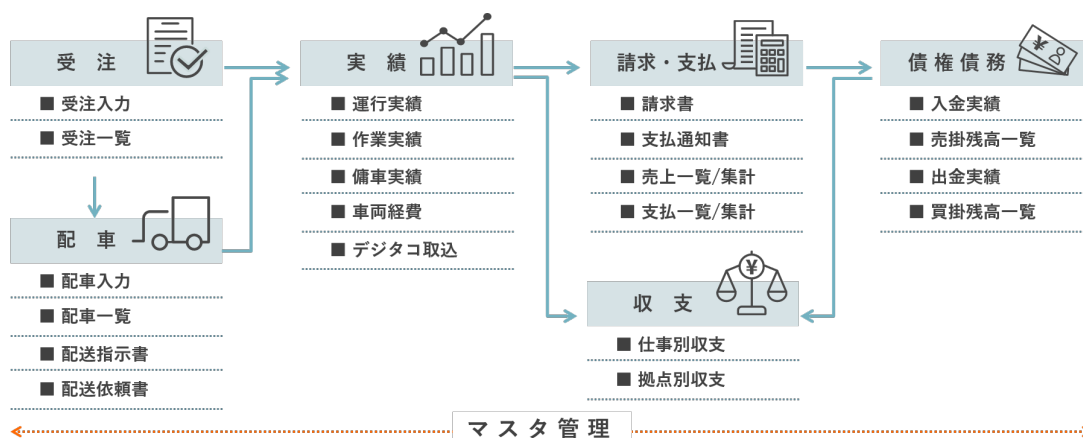 受注
■ 受注入力
■ 受注一覧
配車
■ 配車入力
■ 配車一覧
■ 配送指示書
■ 配送依頼書
実績
■ 運行実績
■ 作業実績
■ 傭車実績
■ 車両経費
■ デジタコ取込
請求・支払
■ 請求書
■ 支払通知書
■ 売上一覧/集計
■ 支払一覧/集計
¥
収支
■ 仕事別収支
■ 拠点別収支
債権債務
¥
■ 入金実績
■ 売掛残高一覧
■ 出金実績
■ 買掛残高一覧
マスタ管理